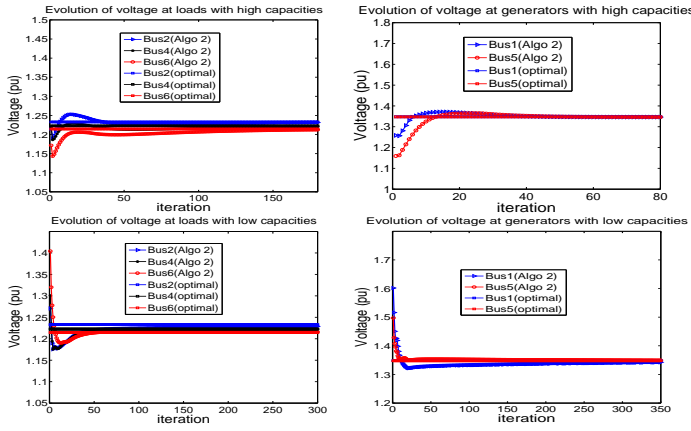 Evolution of voltage at loads with high capacities
1.5
1.45
1.4
1.35
1.3
1.25
1.2
1.15
1.1
1.05
0
50
100
150
Voltage (pu)
iteration
Bus2(Algo 2)
Bus4(Algo 2)
Bus6(Algo 2)
Bus2(optimal)
Bus4(optimal)
Bus6(optimal)
Evolution of voltage at generators with high capacities
1.8
1.7
1.6
1.5
1.4
1.3
1.2
1.1
1
0
20
40
60
80
Voltage (pu)
iteration
Bus1(Algo 2)
Bus5(Algo 2)
Bus1(optimal)
Bus5(optimal)
Evolution of voltage at loads with low capacities
1.4
1.35
1.3
1.25
1.2
1.15
1.1
1.05
0
50
100
150
200
250
300
Voltage (pu)
iteration
Bus2(Algo 2)
Bus4(Algo 2)
Bus6(Algo 2)
Bus2(optimal)
Bus4(optimal)
Bus6(optimal)
Evolution of voltage at generators with low capacities
1.8
1.7
1.6
1.5
1.4
1.3
1.2
0
50
100
150
200
250
300
350
Voltage (pu)
iteration
Bus1(Algo 2)
Bus5(Algo 2)
Bus1(optimal)
Bus5(optimal)